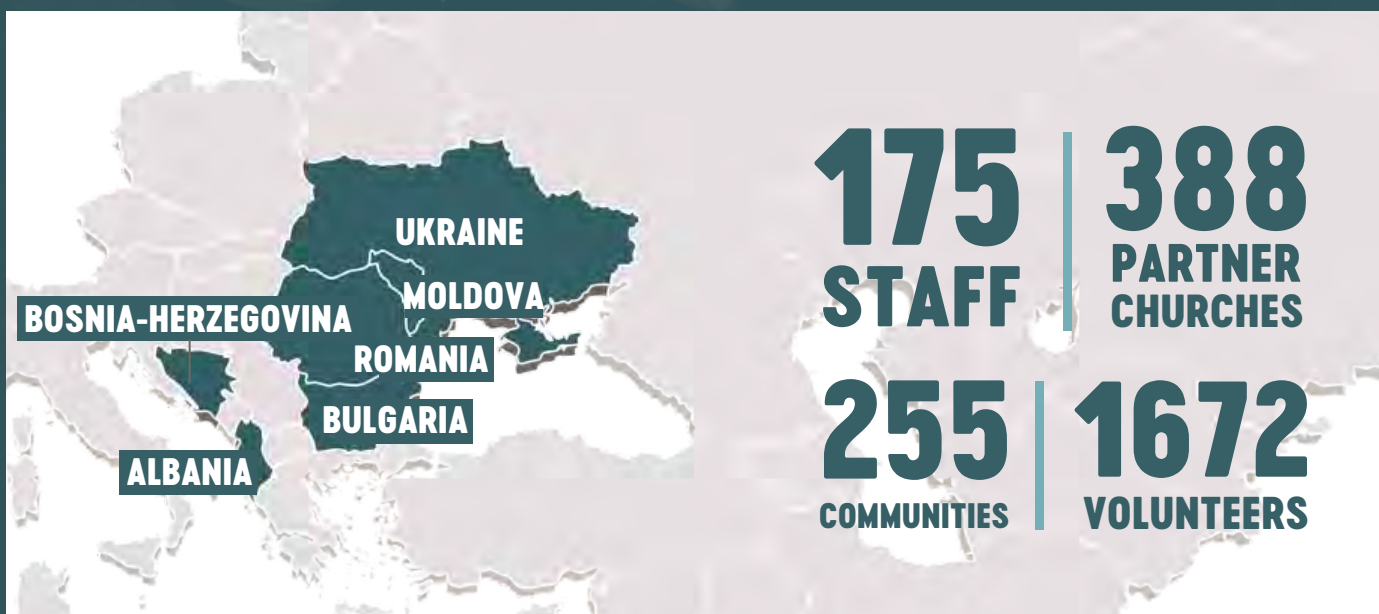 UKRAINE
MOLDOVA
BOSNIA-HERZEGOVINA
ROMANIA
BULGARIA
ALBANIA
175
STAFF
388
PARTNER
CHURCHES
255
COMMUNITIES
1672
VOLUNTEERS